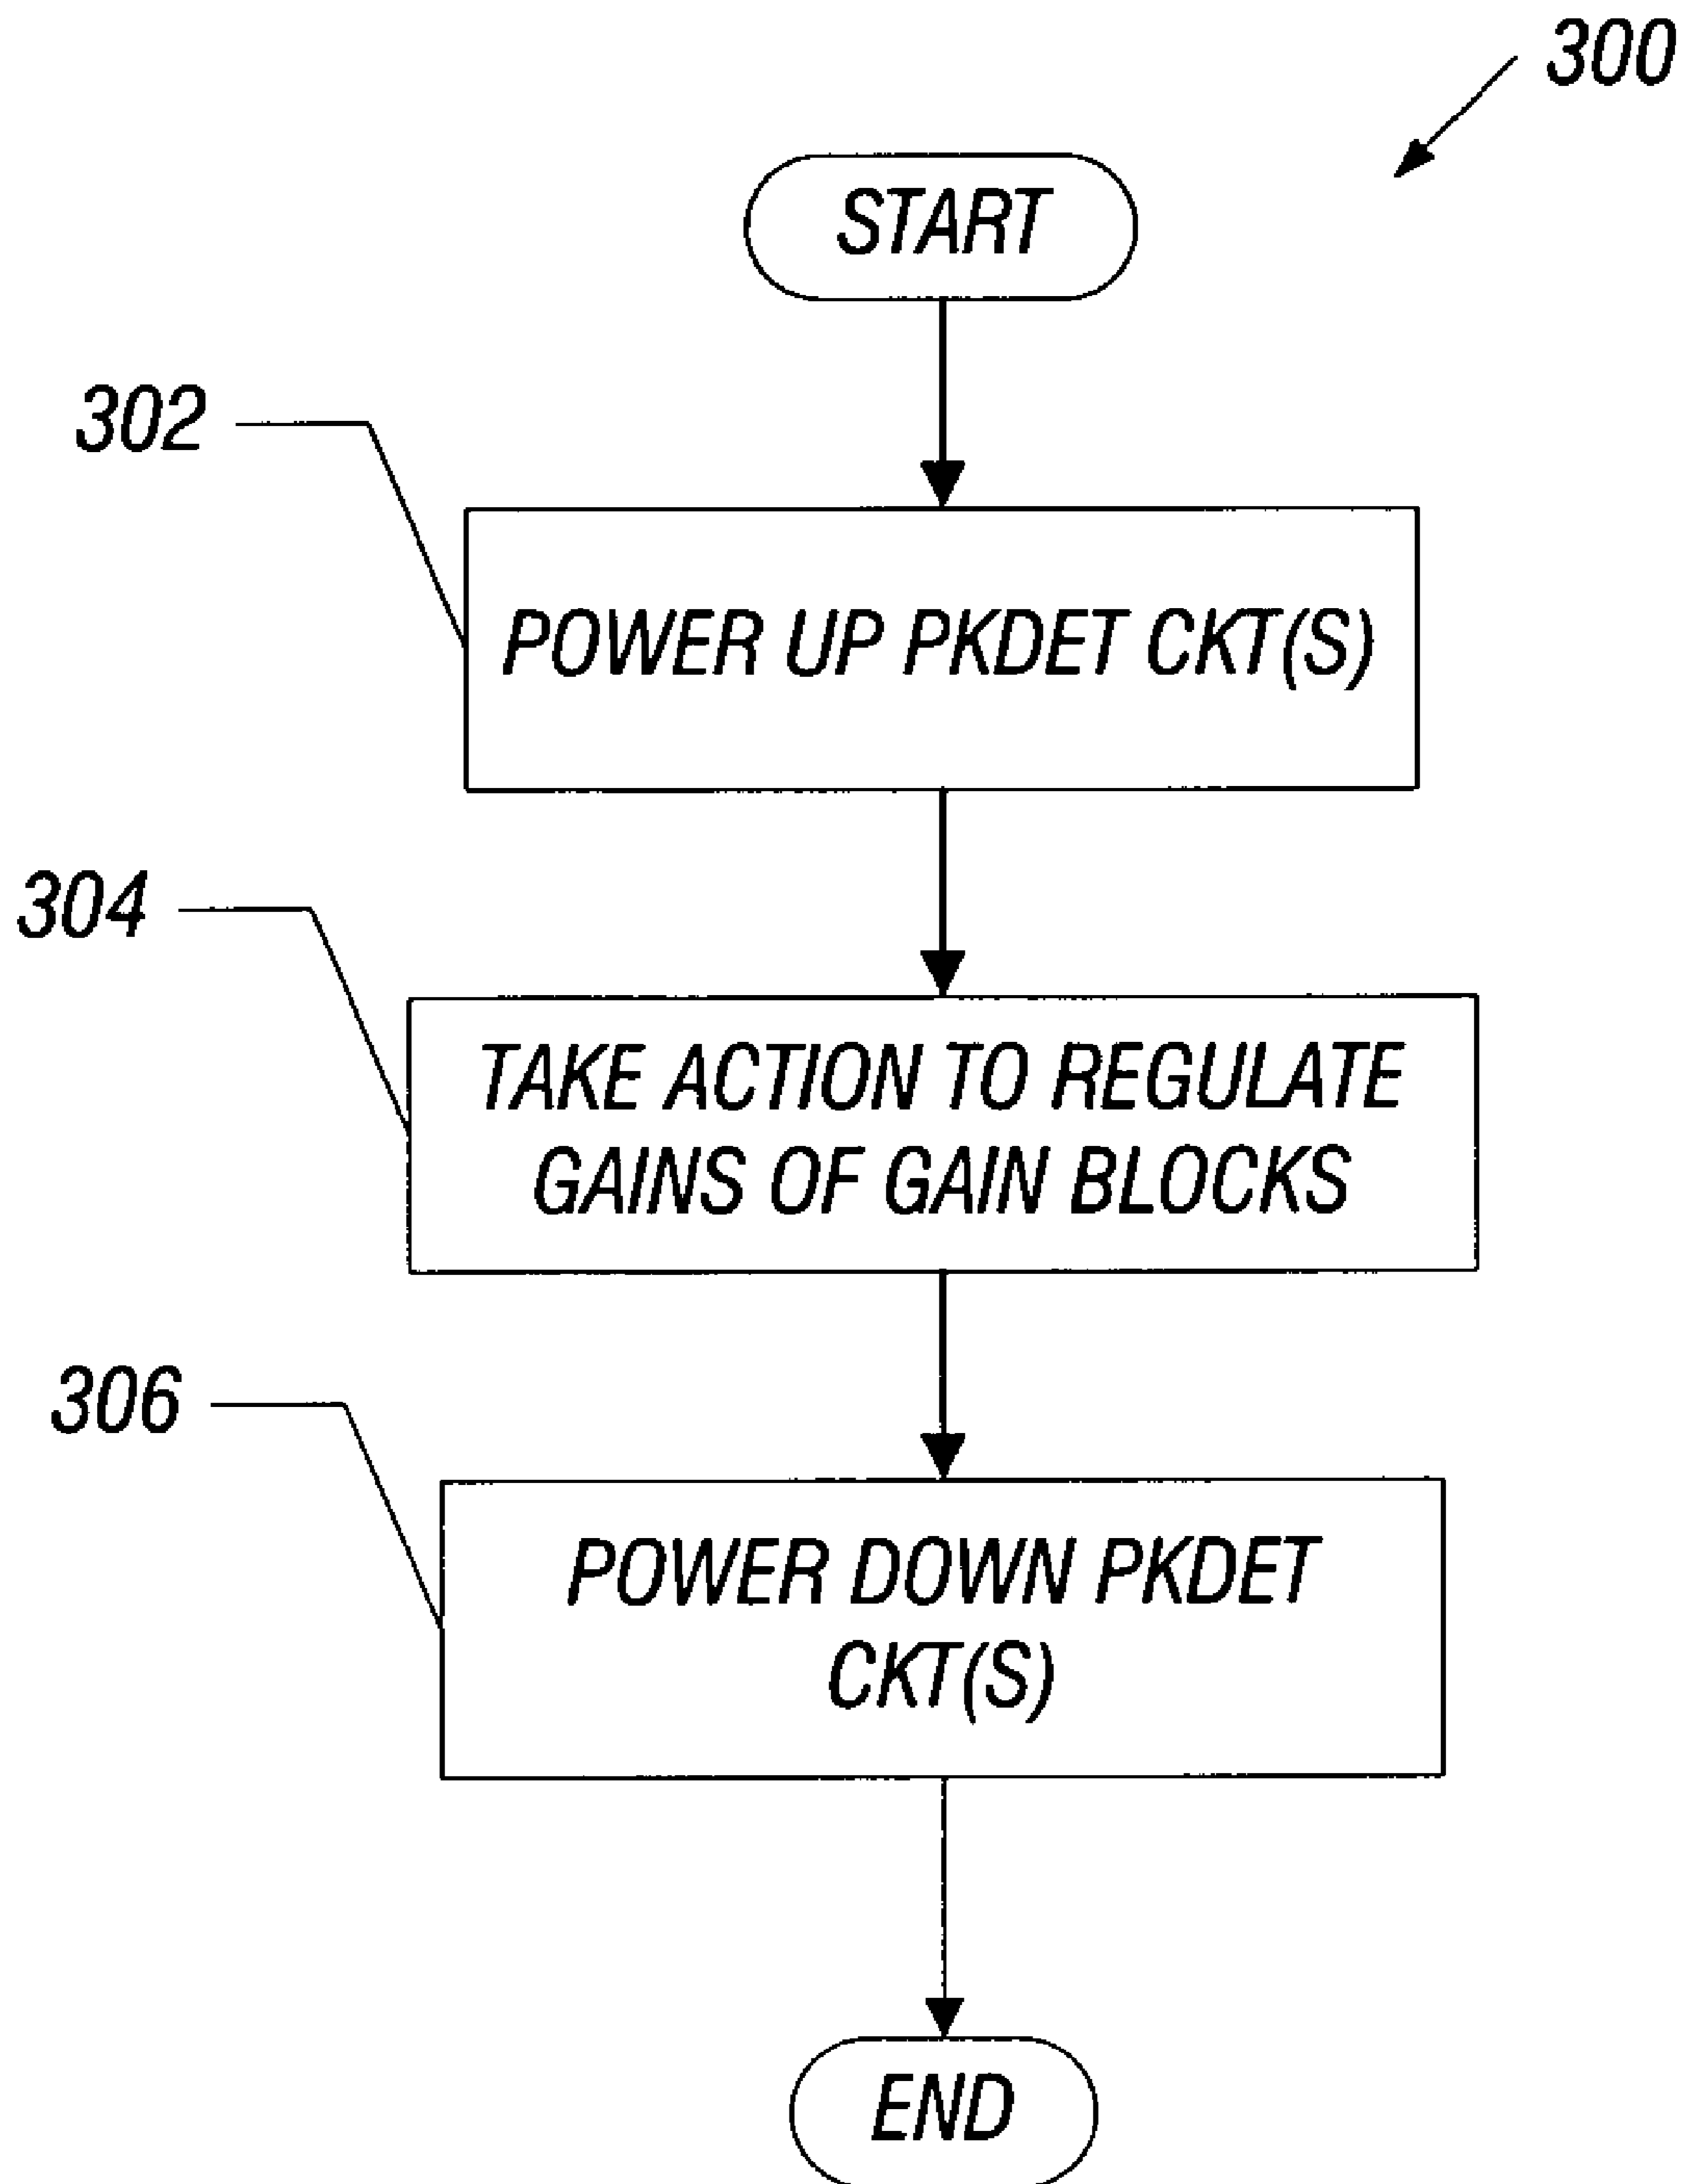 300
START
302
POWER UP PKDET CKT(S)
304
TAKE ACTION TO REGULATE
GAINS OF GAIN BLOCKS
306
POWER DOWN PKDET
CKT(S)
END